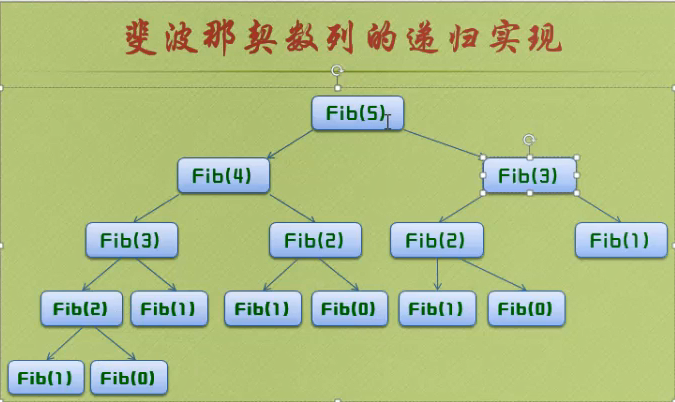 斐波那契数列的递归实现
Fib(5)
Fib(4) Fib(3)
Fib(3) Fib(2) Fib(2) Fib(1)
Fib(2) Fib(1) Fib(1) Fib(0) Fib(1) Fib(0)
Fib(1) Fib(0)